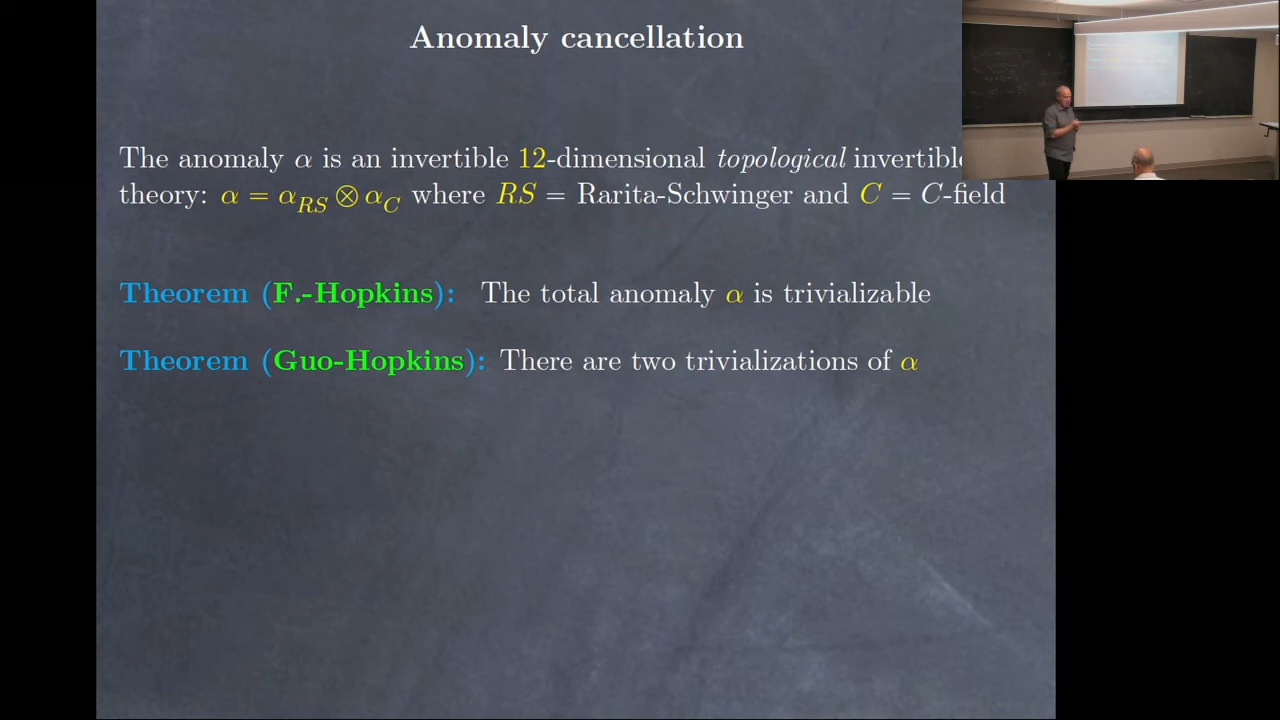 Anomaly cancellation
The anomaly α is an invertible 12-dimensional topological invertible
theory: α = α_RS ⊗ α_C where RS = Rarita-Schwinger and C = C-field
Theorem (F.-Hopkins): The total anomaly α is trivializable
Theorem (Guo-Hopkins): There are two trivializations of α